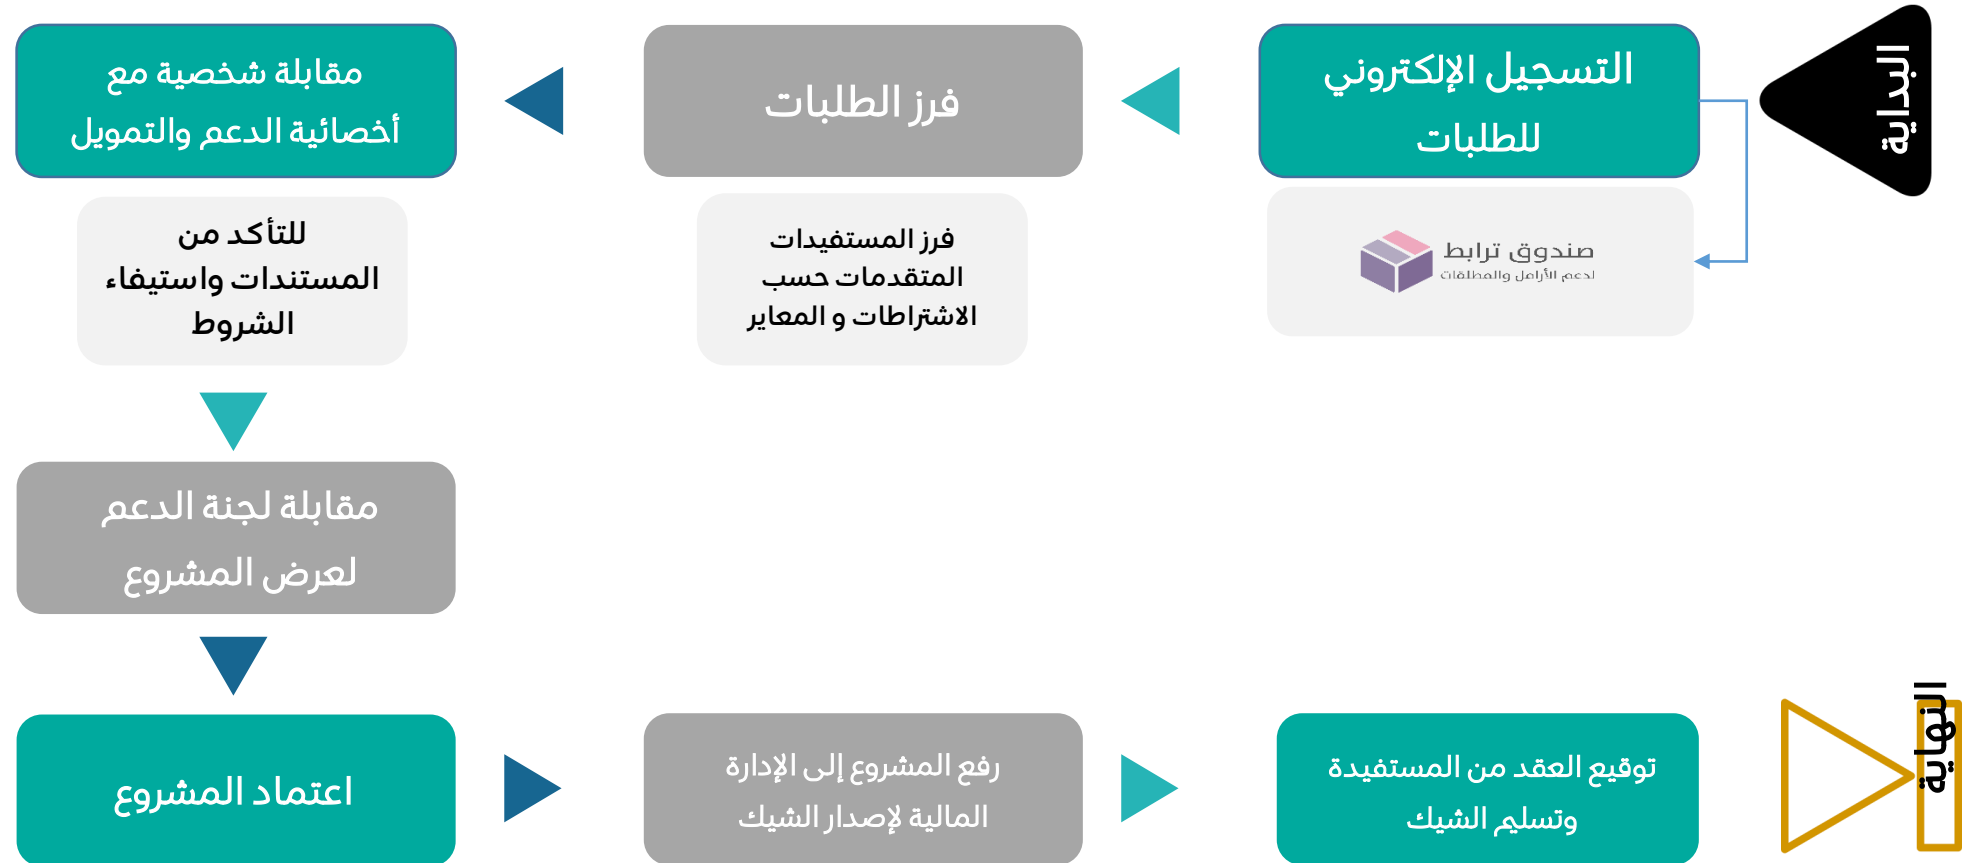 البداية
التسجيل الإلكتروني
للطلبات
صندوق ترابط
لدعم الأرامل والمطلقات
فرز الطلبات
فرز المستفيدات
المتقدمات حسب
الاشتراطات و المعاير
مقابلة شخصية مع
أخصائية الدعم والتمويل
للتأكد من
المستندات واستيفاء
الشروط
مقابلة لجنة الدعم
لعرض المشروع
اعتماد المشروع
رفع المشروع إلى الإدارة
المالية لإصدار الشيك
توقيع العقد من المستفيدة
وتسليم الشيك
النهاية